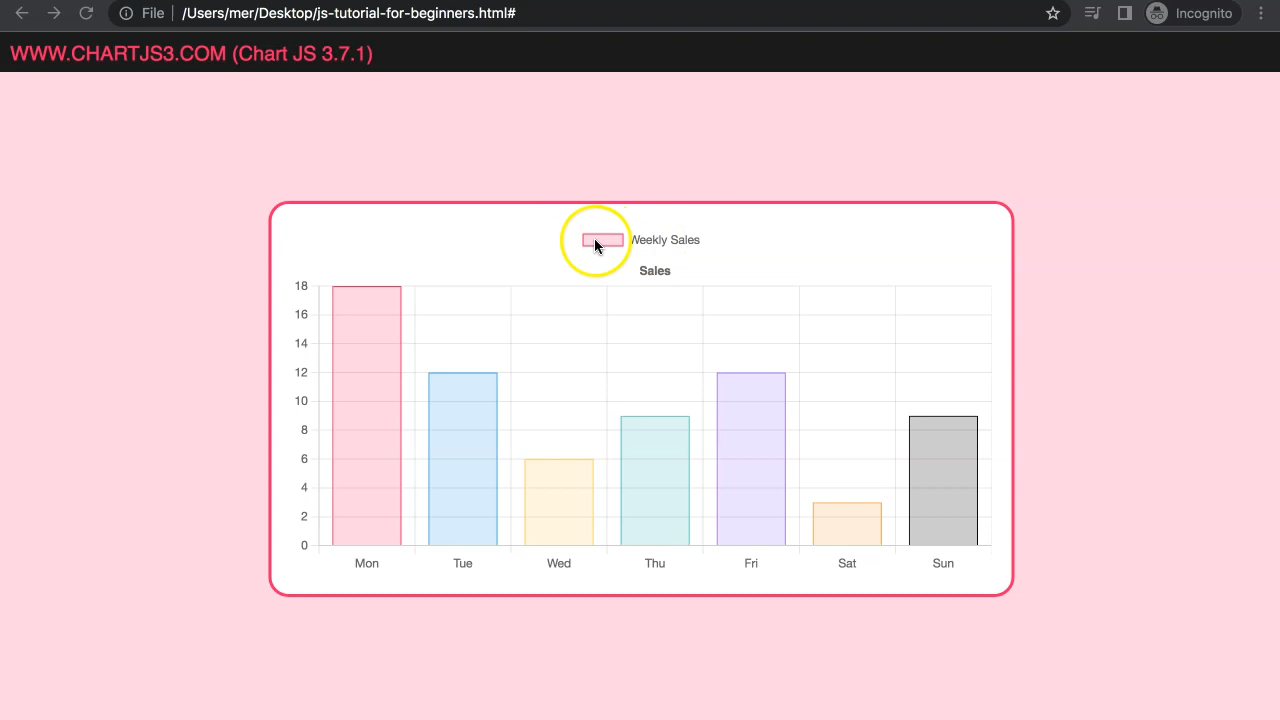 File
/Users/mer/Desktop/js-tutorial-for-beginners.html#
Incognito
WWW.CHARTJS3.COM (Chart JS 3.7.1)
Weekly Sales
Sales
18
16
14
12
10
8
6
4
2
0
Mon Tue Wed Thu Fri Sat Sun